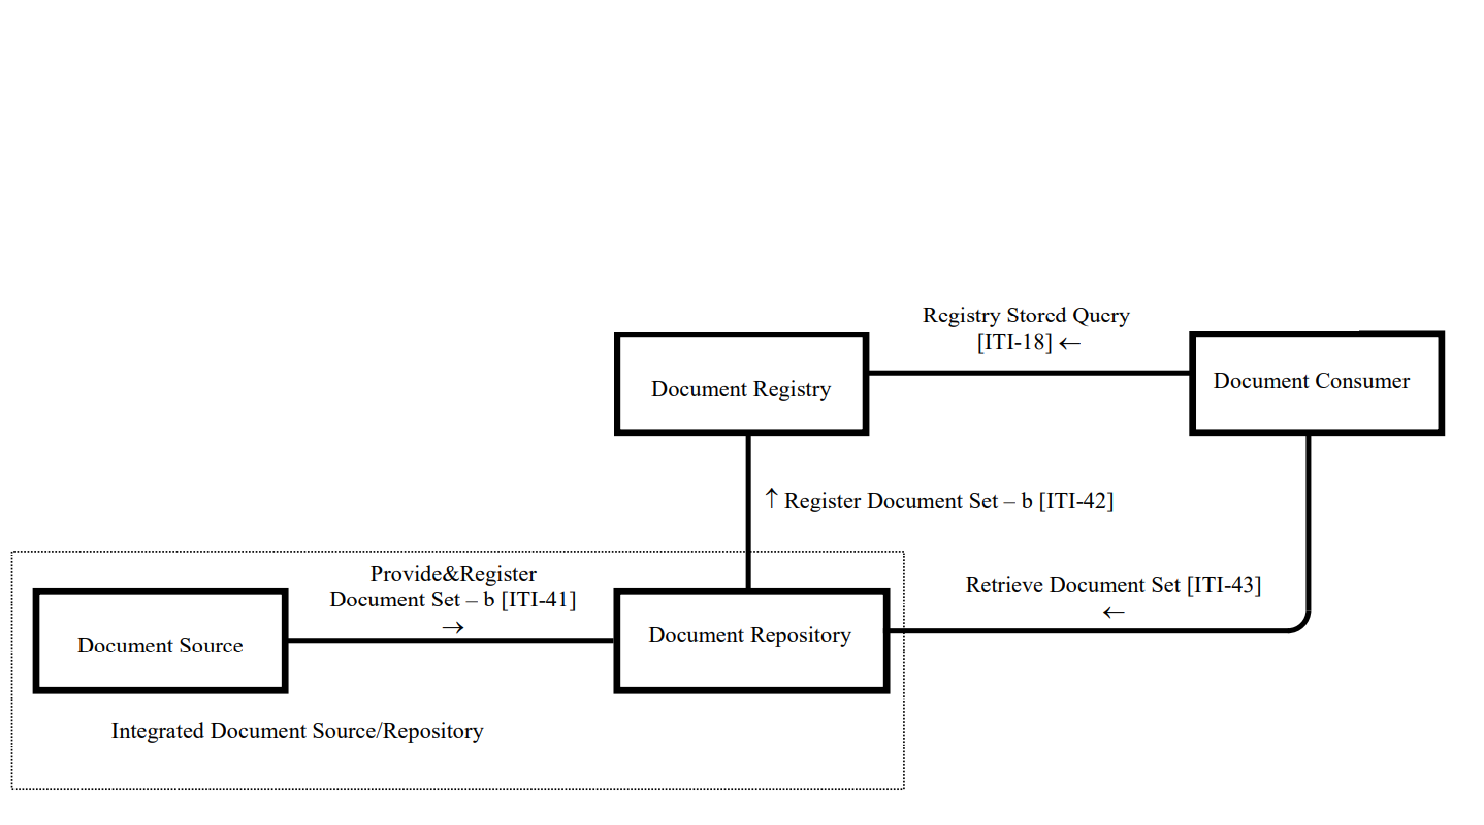 Registry Stored Query
[ITI-18] ←
Document Registry
Document Consumer
↑ Register Document Set – b [ITI-42]
Provide&Register
Document Set – b [ITI-41]
→
Retrieve Document Set [ITI-43]
←
Document Source
Document Repository
Integrated Document Source/Repository